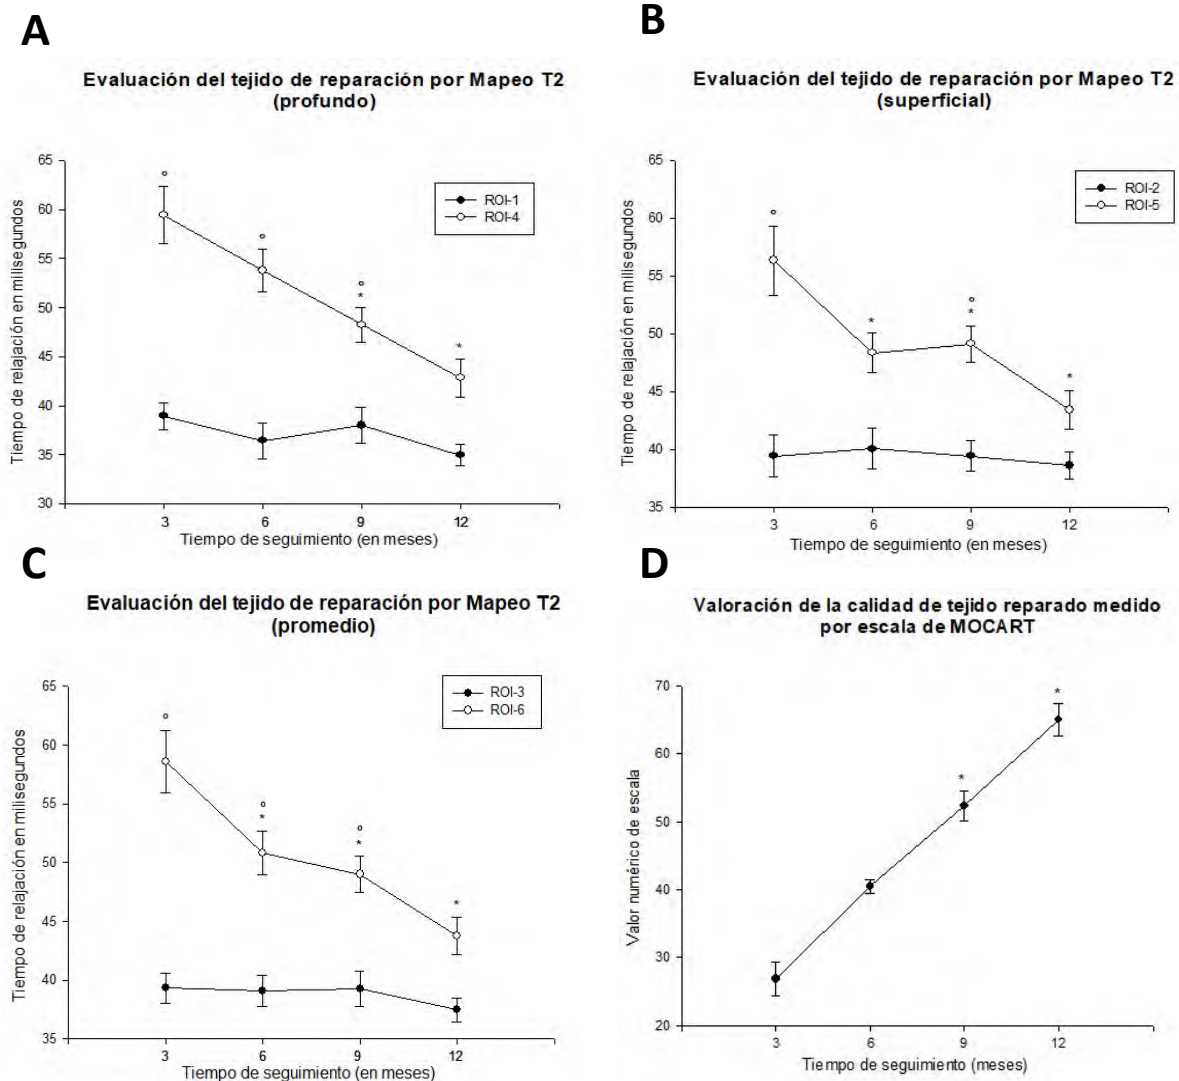 A
Evaluación del tejido de reparación por Mapeo T2
(profundo)
Tiempo de relajación en milisegundos
65
60
55
50
45
40
35
30
3
6
9
12
ROI-1
ROI-4
°
°
°
*
*
Tiempo de seguimiento (en meses)
B
Evaluación del tejido de reparación por Mapeo T2
(superficial)
Tiempo de relajación en milisegundos
65
60
55
50
45
40
35
3
6
9
12
ROI-2
ROI-5
°
*
°
*
*
Tiempo de seguimiento (en meses)
C
Evaluación del tejido de reparación por Mapeo T2
(promedio)
Tiempo de relajación en milisegundos
65
60
55
50
45
40
35
3
6
9
12
ROI-3
ROI-6
°
°
*
°
*
*
Tiempo de seguimiento (en meses)
D
Valoración de la calidad de tejido reparado medido
por escala de MOCART
Valor numérico de escala
70
60
50
40
30
20
3
6
9
12
*
*
Tiempo de seguimiento (meses)